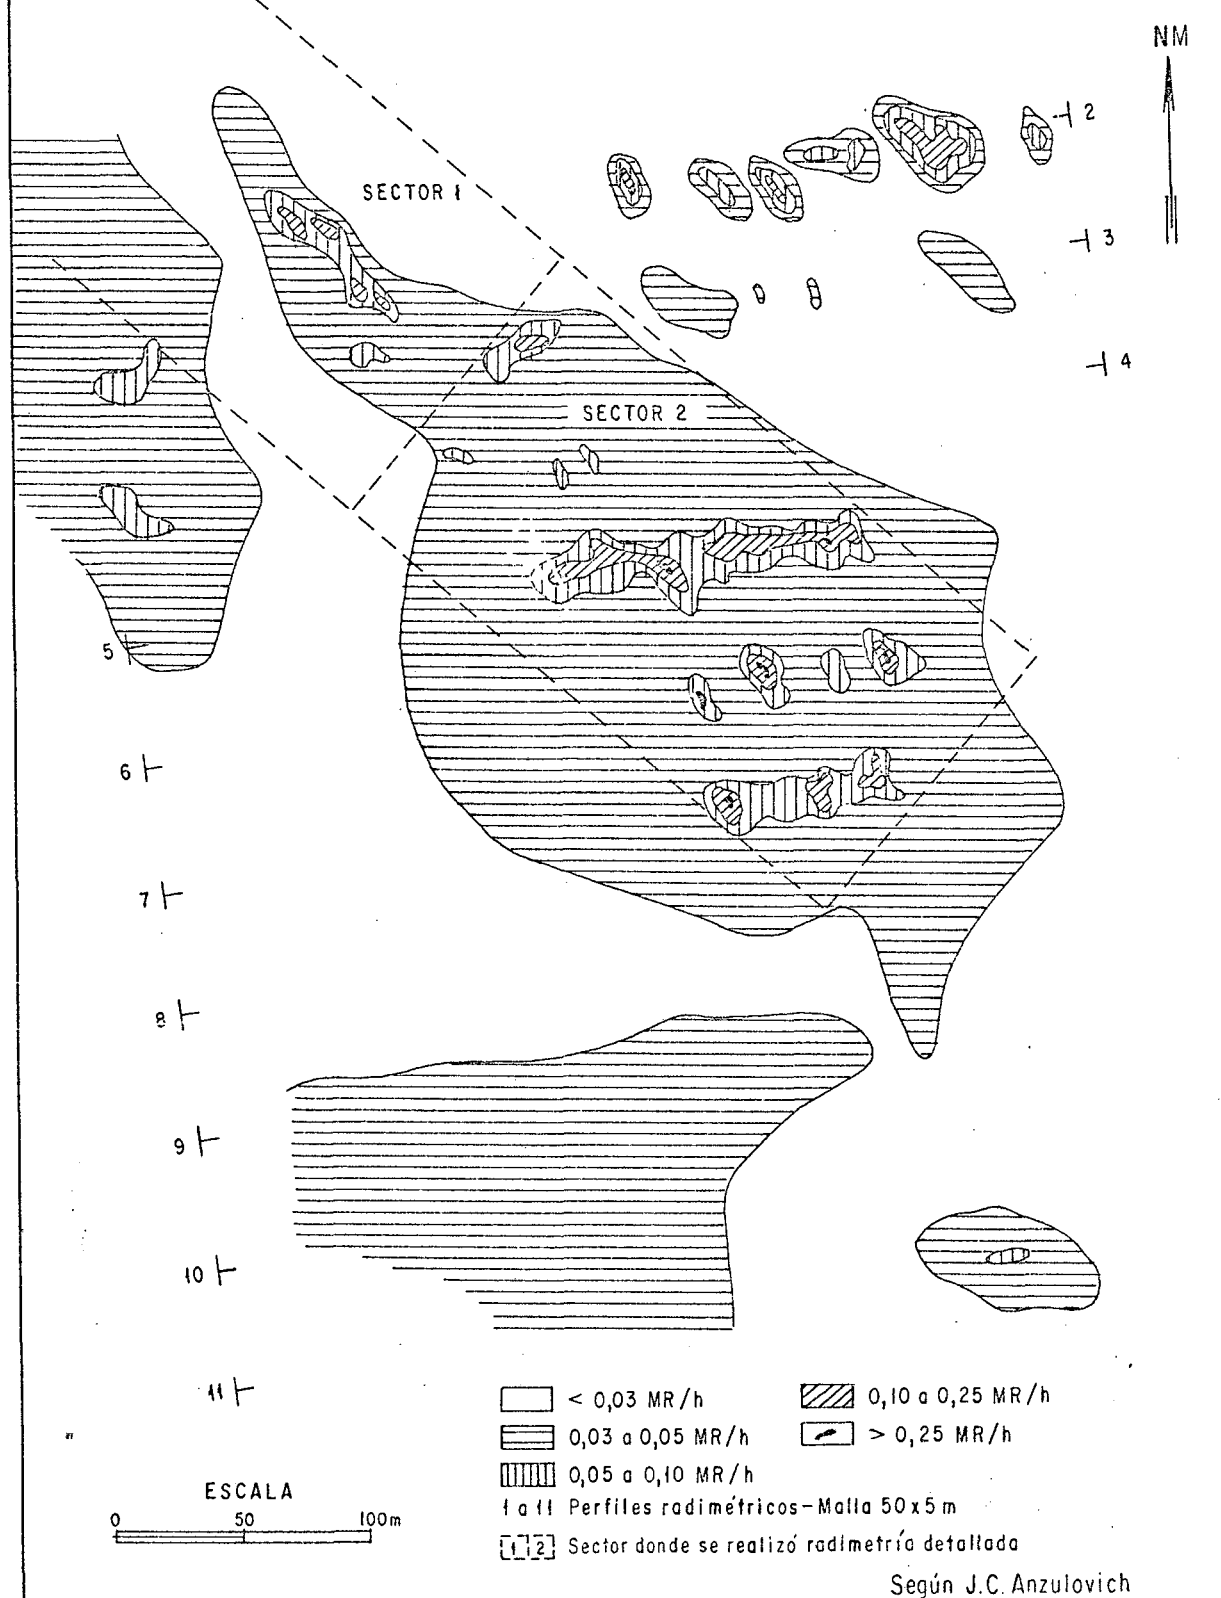 NM
2
SECTOR 1
3
4
SECTOR 2
5
6
7
8
9
10
11
< 0,03 MR/h
0,10 a 0,25 MR/h
0,03 a 0,05 MR/h
> 0,25 MR/h
0,05 a 0,10 MR/h
ESCALA
0 50 100m
1 a 11 Perfiles radimétricos-Malla 50x5m
1 2 Sector donde se realizó radimetría detallada
Según J.C. Anzulovich